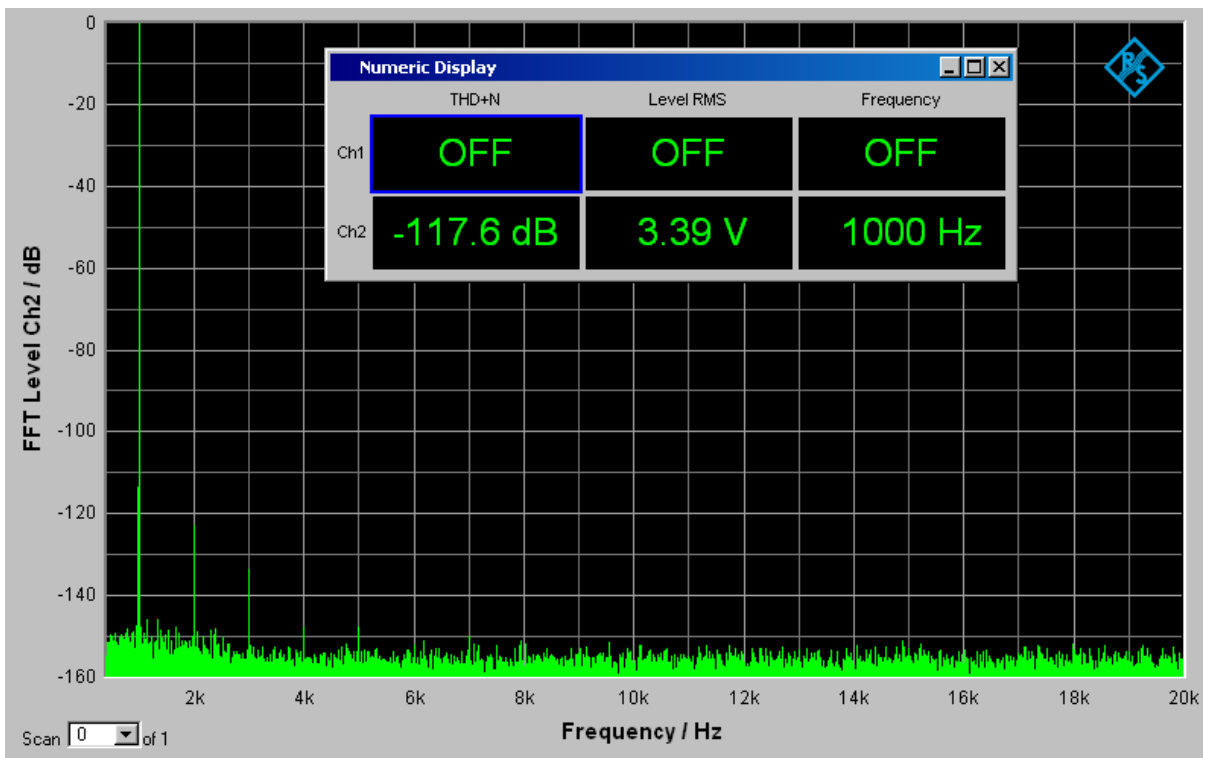 Numeric Display
THD+N Level RMS Frequency
Ch1 OFF OFF OFF
Ch2 -117.6 dB 3.39 V 1000 Hz
R&S
FFT Level Ch2 / dB
0
-20
-40
-60
-80
-100
-120
-140
-160
2k 4k 6k 8k 10k 12k 14k 16k 18k 20k
Frequency / Hz
Scan 0 of 1